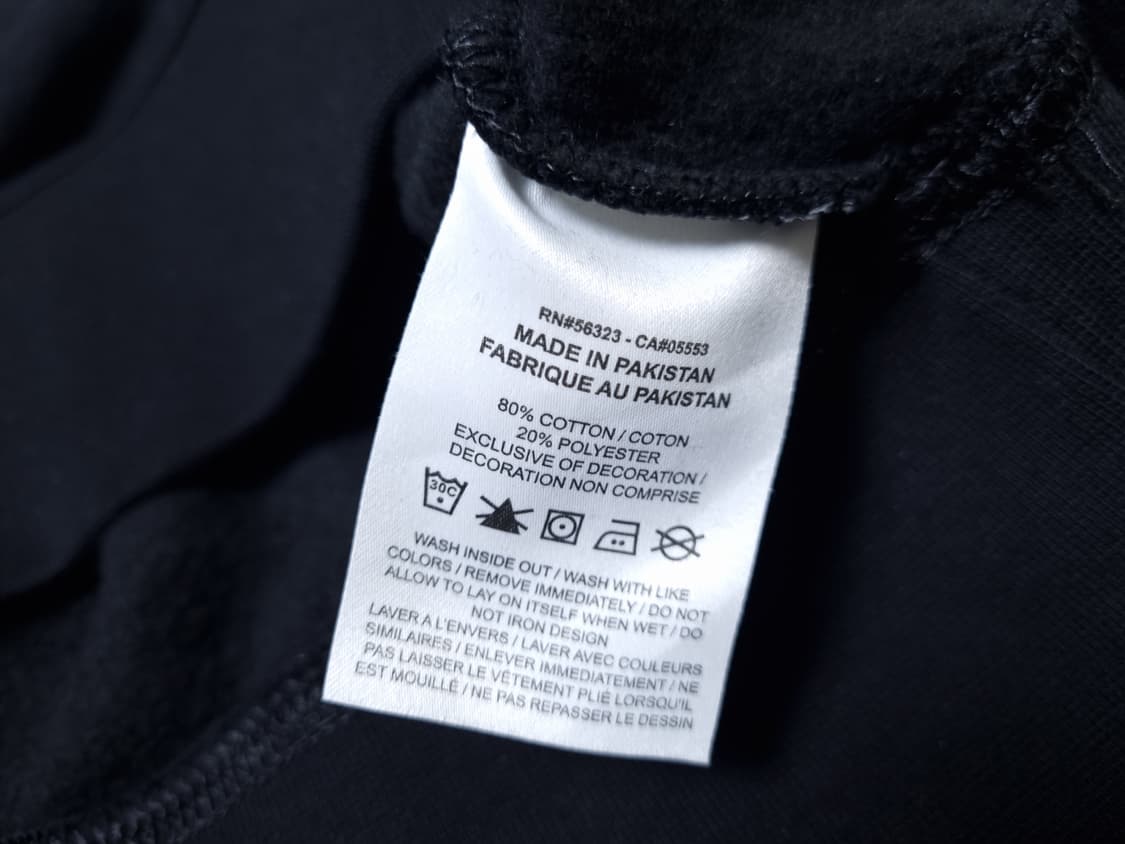 RN#56323 - CA#05553
MADE IN PAKISTAN
FABRIQUE AU PAKISTAN
80% COTTON / COTON
20% POLYESTER
EXCLUSIVE OF DECORATION /
DECORATION NON COMPRISE
30C
WASH INSIDE OUT / WASH WITH LIKE
COLORS / REMOVE IMMEDIATELY / DO NOT
ALLOW TO LAY ON ITSELF WHEN WET / DO
NOT IRON DESIGN
LAVER A L'ENVERS / LAVER AVEC COULEURS
SIMILAIRES / ENLEVER IMMEDIATEMENT / NE
PAS LAISSER LE VÊTEMENT PLIÉ LORSQU'IL
EST MOUILLÉ / NE PAS REPASSER LE DESSIN